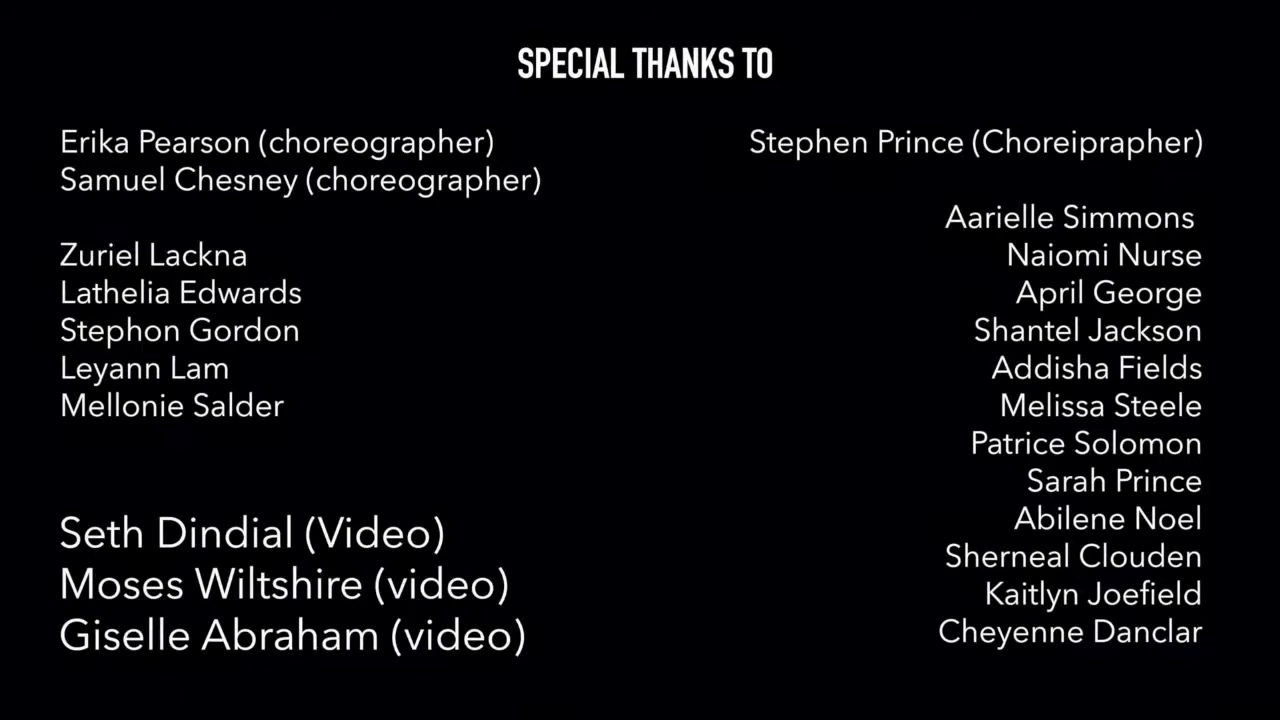 SPECIAL THANKS TO
Erika Pearson (choreographer)
Samuel Chesney (choreographer)
Zuriel Lackna
Lathelia Edwards
Stephon Gordon
Leyann Lam
Mellonie Salder
Seth Dindial (Video)
Moses Wiltshire (video)
Giselle Abraham (video)
Stephen Prince (Choreiprapher)
Aarielle Simmons
Naiomi Nurse
April George
Shantel Jackson
Addisha Fields
Melissa Steele
Patrice Solomon
Sarah Prince
Abilene Noel
Sherneal Clouden
Kaitlyn Joefield
Cheyenne Danclar